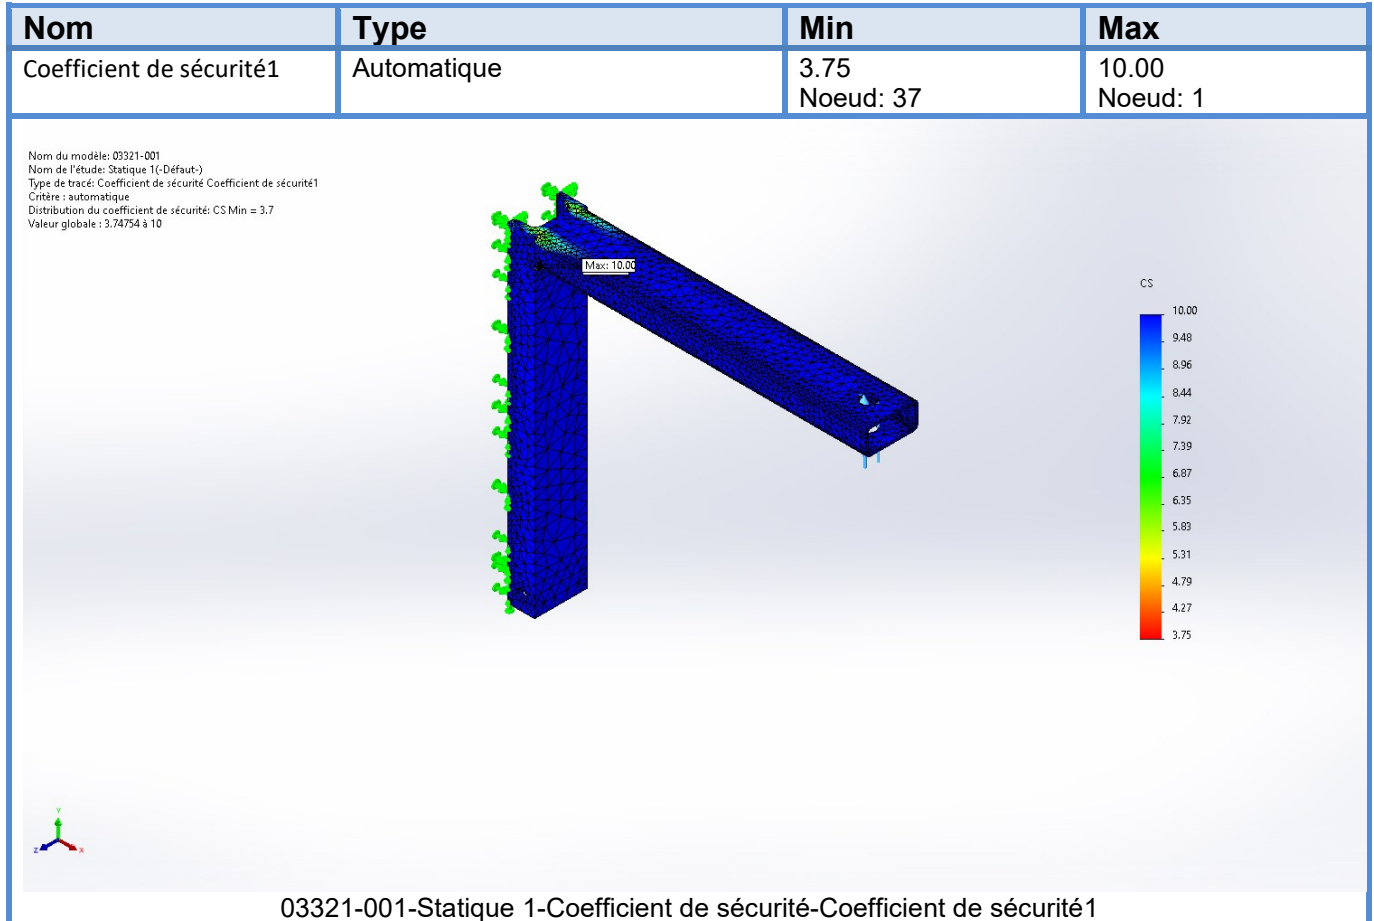 Nom Type Min Max
Coefficient de sécurité1 Automatique 3.75 10.00
Noeud: 37 Noeud: 1
Nom du modèle: 03321-001
Nom de l'étude: Statique 1(-Défaut-)
Type de tracé: Coefficient de sécurité Coefficient de sécurité1
Critère : automatique
Distribution du coefficient de sécurité: CS Min = 3.7
Valeur globale : 3.74754 à 10
Max: 10.00
CS
10.00
9.48
8.96
8.44
7.92
7.39
6.87
6.35
5.83
5.31
4.79
4.27
3.75
Y
Z X
03321-001-Statique 1-Coefficient de sécurité-Coefficient de sécurité1